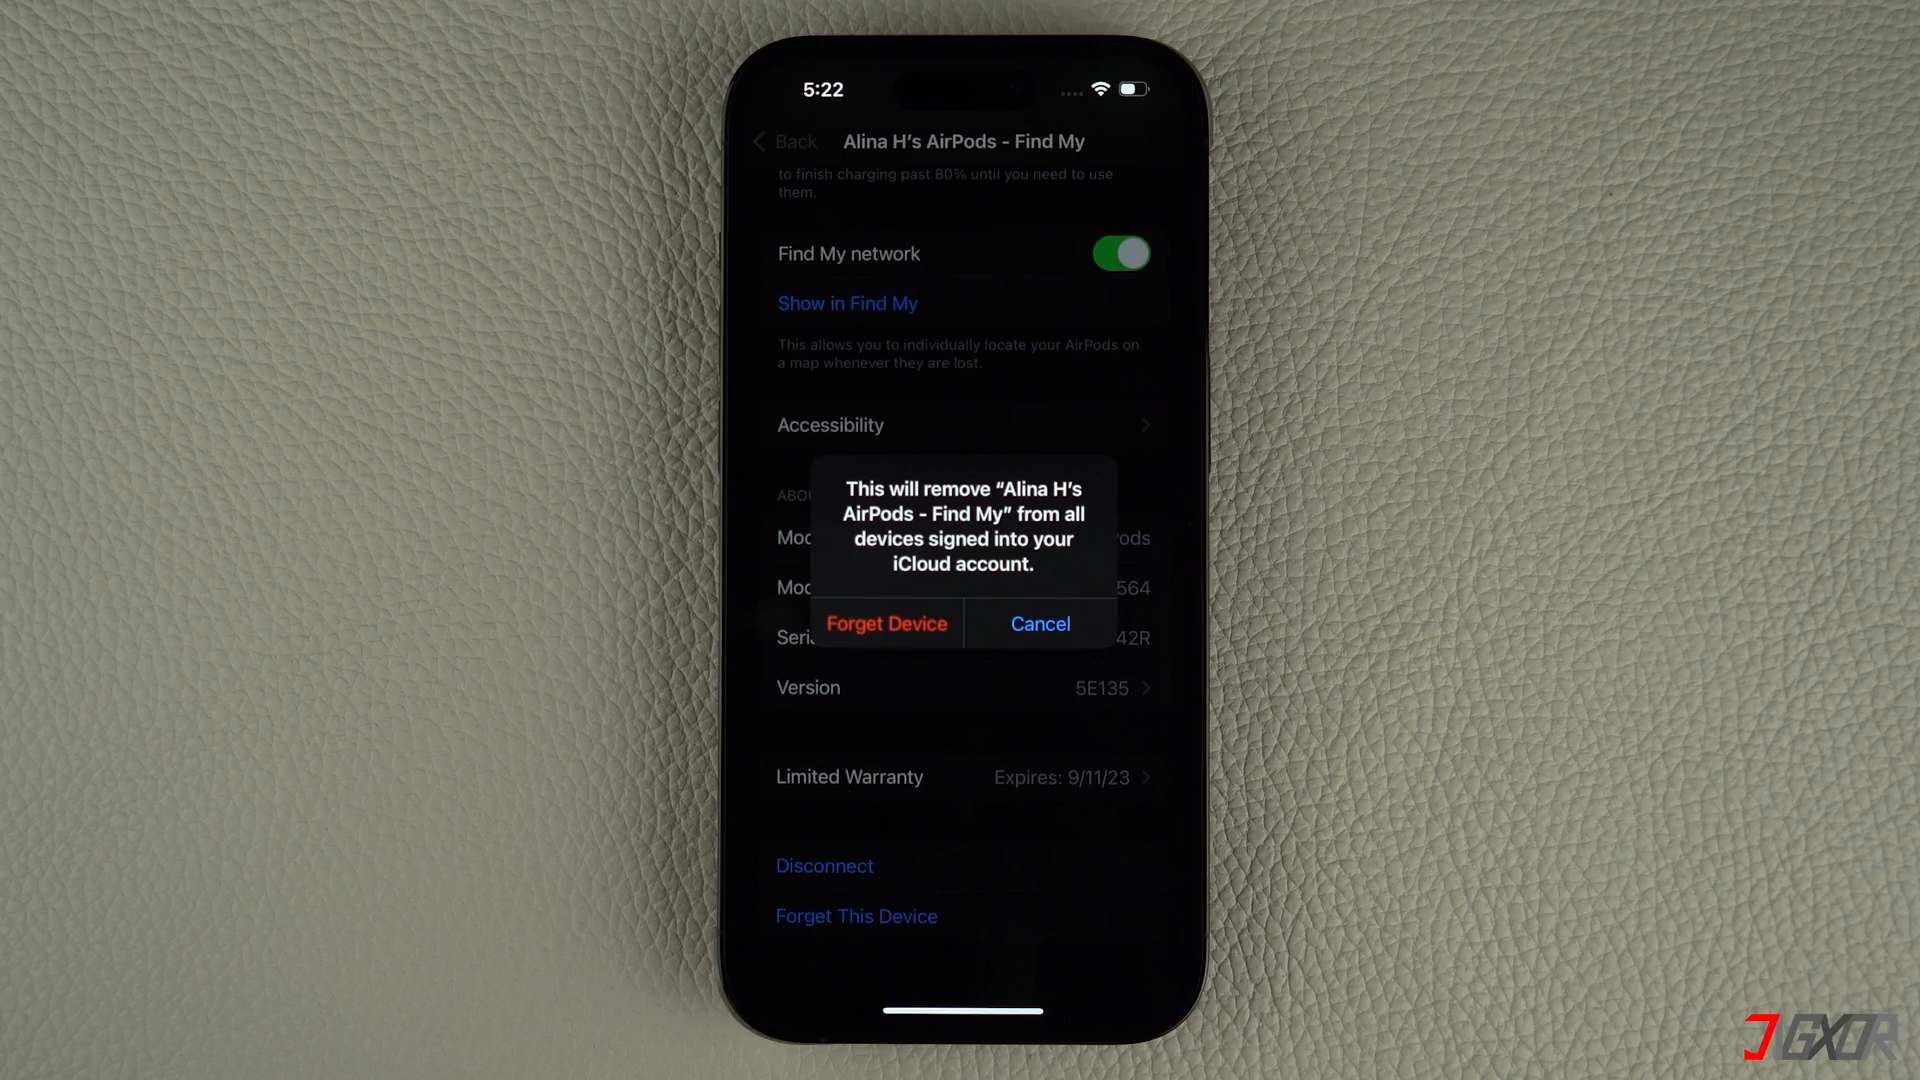 5:22
Back
Alina H's AirPods - Find My
to finish charging past 80% until you need to use
them.
Find My network
Show in Find My
This allows you to individually locate your AirPods on
a map whenever they are lost.
Accessibility
This will remove “Alina H's
AirPods - Find My” from all
devices signed into your
iCloud account.
Forget Device
Cancel
Version
5E135
Limited Warranty
Expires: 9/11/23
Disconnect
Forget This Device
JGXOR